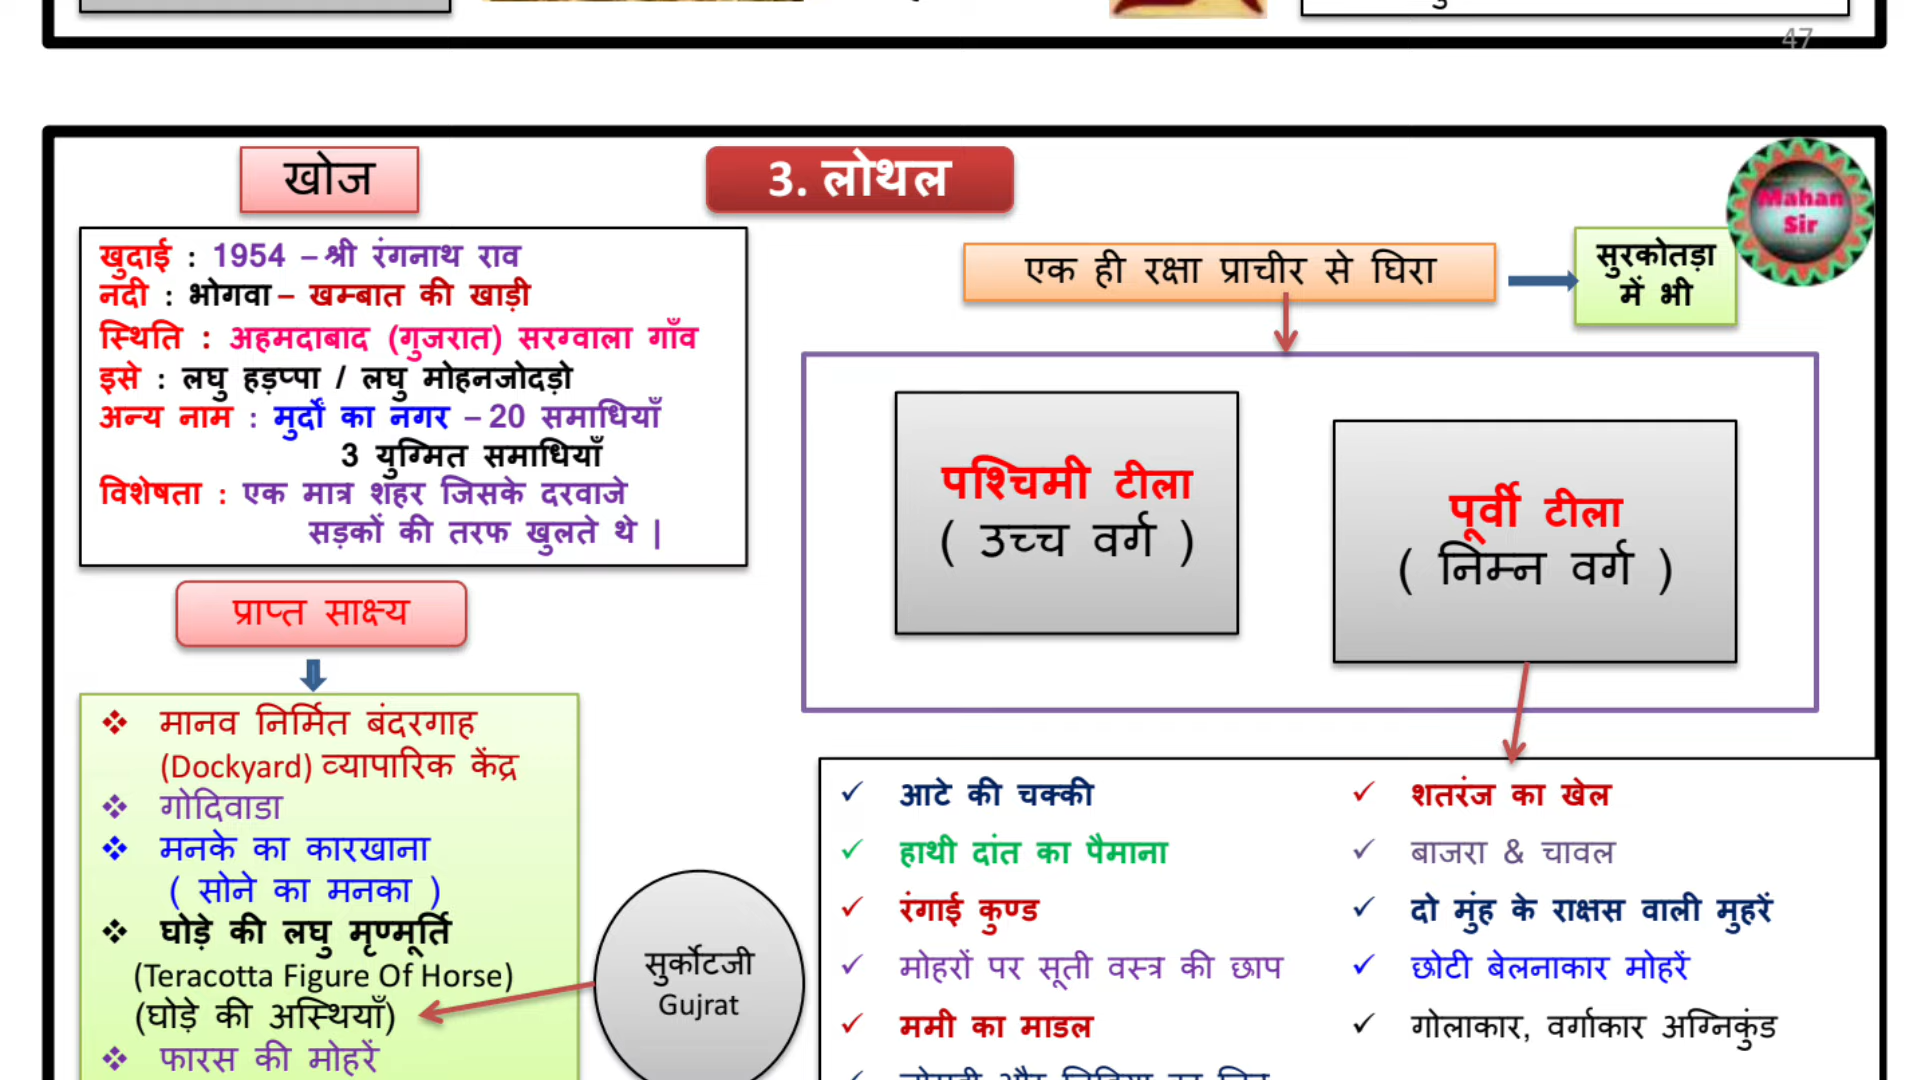 47
खोज
3. लोथल
Mahan
Sir
खुदाई : 1954 – श्री रंगनाथ राव
नदी : भोगवा – खम्बात की खाड़ी
स्थिति : अहमदाबाद (गुजरात) सरग्वाला गाँव
इसे : लघु हड़प्पा / लघु मोहनजोदड़ो
अन्य नाम : मुर्दों का नगर – 20 समाधियाँ
3 युग्मित समाधियाँ
विशेषता : एक मात्र शहर जिसके दरवाजे
सड़कों की तरफ खुलते थे |
एक ही रक्षा प्राचीर से घिरा
सुरकोतड़ा
में भी
पश्चिमी टीला
( उच्च वर्ग )
पूर्वी टीला
( निम्न वर्ग )
प्राप्त साक्ष्य
❖ मानव निर्मित बंदरगाह
(Dockyard) व्यापारिक केंद्र
❖ गोदिवाडा
❖ मनके का कारखाना
( सोने का मनका )
❖ घोड़े की लघु मृण्मूर्ति
(Teracotta Figure Of Horse)
(घोड़े की अस्थियाँ)
❖ फारस की मोहरें
सुर्कोटजी
Gujrat
✓ आटे की चक्की
✓ हाथी दांत का पैमाना
✓ रंगाई कुण्ड
✓ मोहरों पर सूती वस्त्र की छाप
✓ ममी का माडल
✓ शतरंज का खेल
✓ बाजरा & चावल
✓ दो मुंह के राक्षस वाली मुहरें
✓ छोटी बेलनाकार मोहरें
✓ गोलाकार, वर्गाकार अग्निकुंड